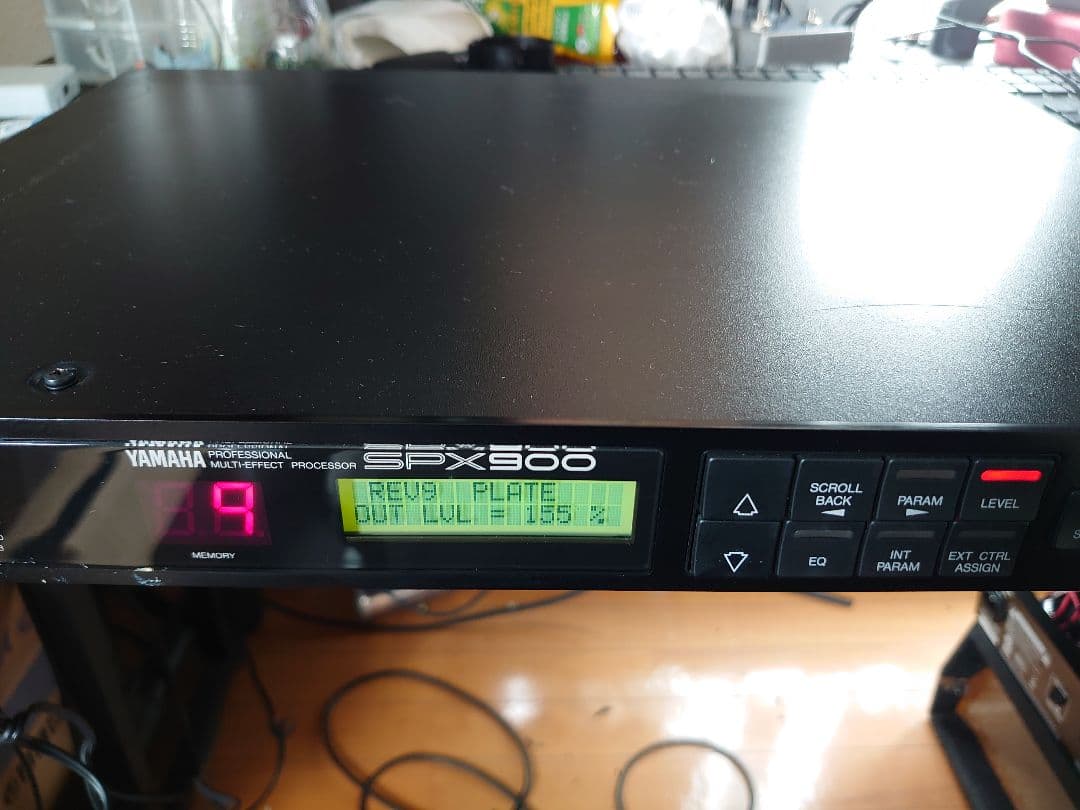 YAMAHA
PROFESSIONAL
MULTI-EFFECT PROCESSOR
SPX900
9
MEMORY
REV9 PLATE
OUT LVL = 155 %
SCROLL
BACK
PARAM
LEVEL
EQ
INT
PARAM
EXT CTRL
ASSIGN